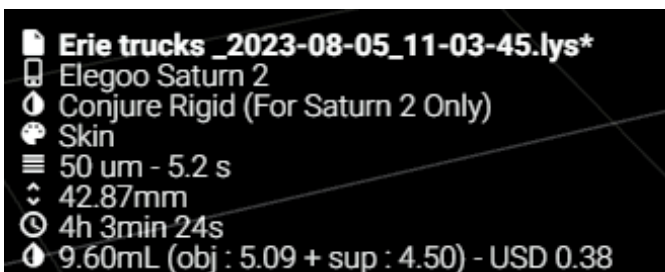 Erie trucks _2023-08-05_11-03-45.lys*
Elegoo Saturn 2
Conjure Rigid (For Saturn 2 Only)
Skin
50 um - 5.2 s
42.87mm
4h 3min 24s
9.60mL (obj : 5.09 + sup : 4.50) - USD 0.38